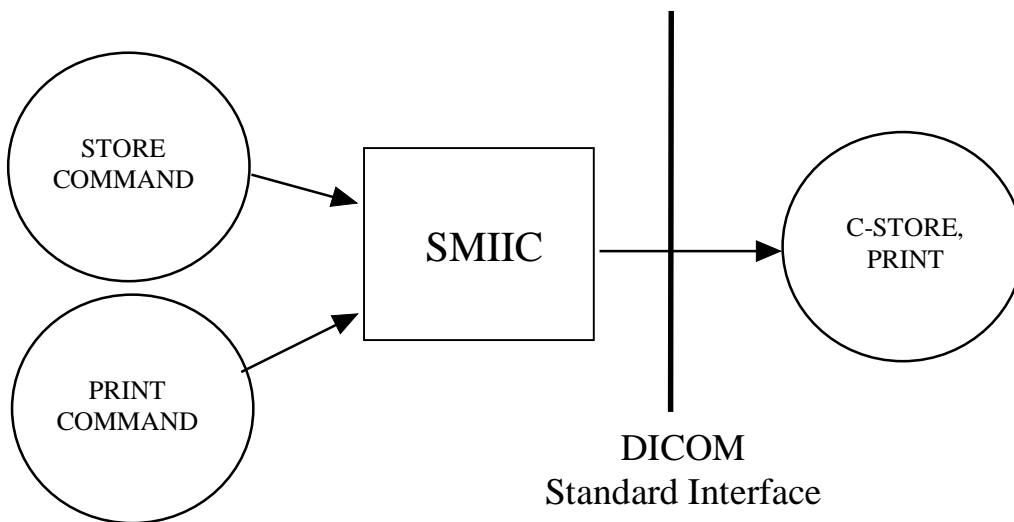 STORE
COMMAND
SMIIC
C-STORE,
PRINT
PRINT
COMMAND
DICOM
Standard Interface